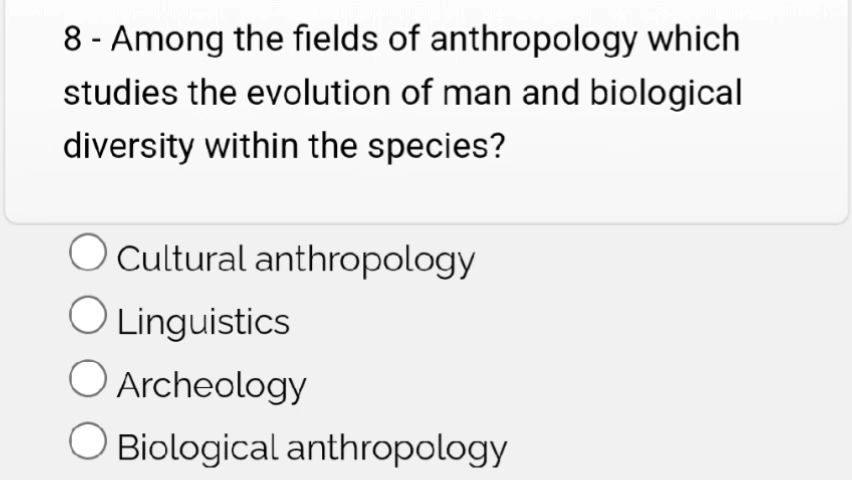 8 - Among the fields of anthropology which
studies the evolution of man and biological
diversity within the species?
Cultural anthropology
Linguistics
Archeology
Biological anthropology